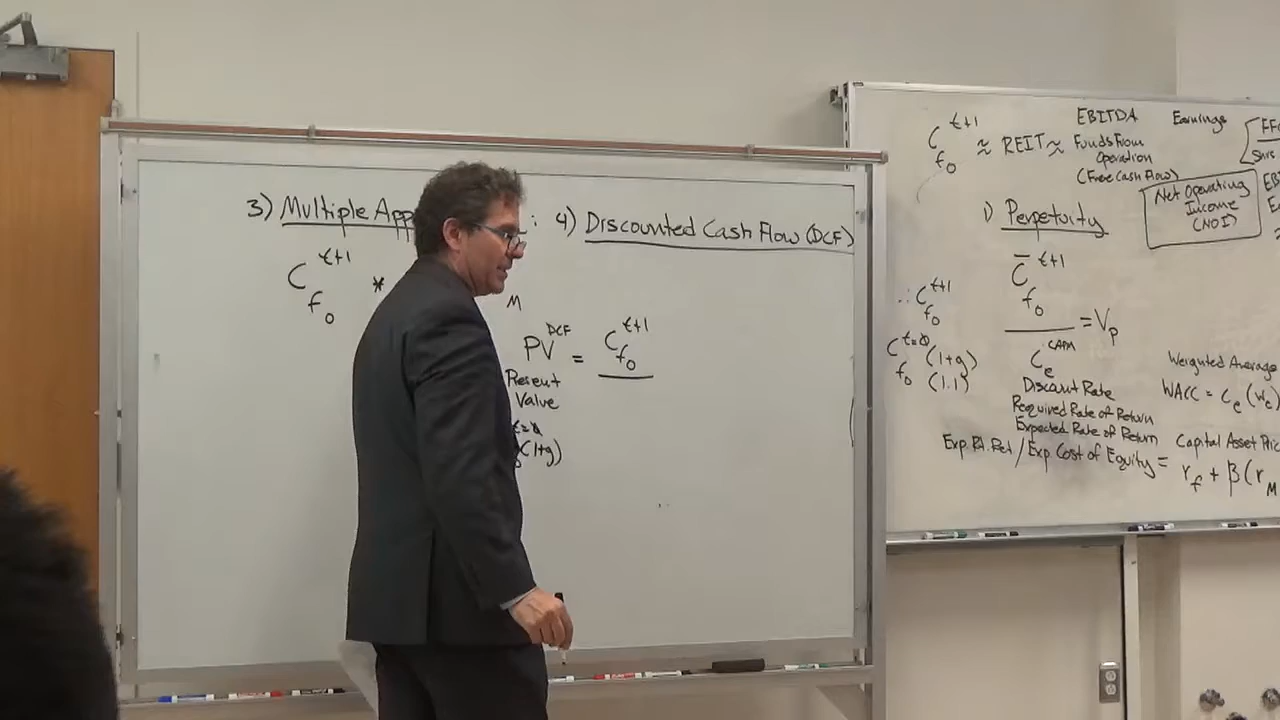 3) Multiple App
C f₀ t+1 *
M
: 4) Discounted Cash Flow (DCF)
PV DCF = C f₀ t+1
Present
Value
(1+g)
C f₀ t+1 ≈ REIT ≈ Funds From
Operation
(Free Cash Flow)
EBITDA Earnings
Net Operating
Income
(NOI)
1) Perpetuity
C̄ f₀ t+1
= Vp
Ce CAPM
Discount Rate
Required Rate of Return
Expected Rate of Return
Exp. Rt. Ret / Exp. Cost of Equity =
∴ C f₀ t+1
C f₀ t=0 (1+g)
(1.1)
Weighted Average
WACC = Ce (We)
Capital Asset Pric
rf + β (rM